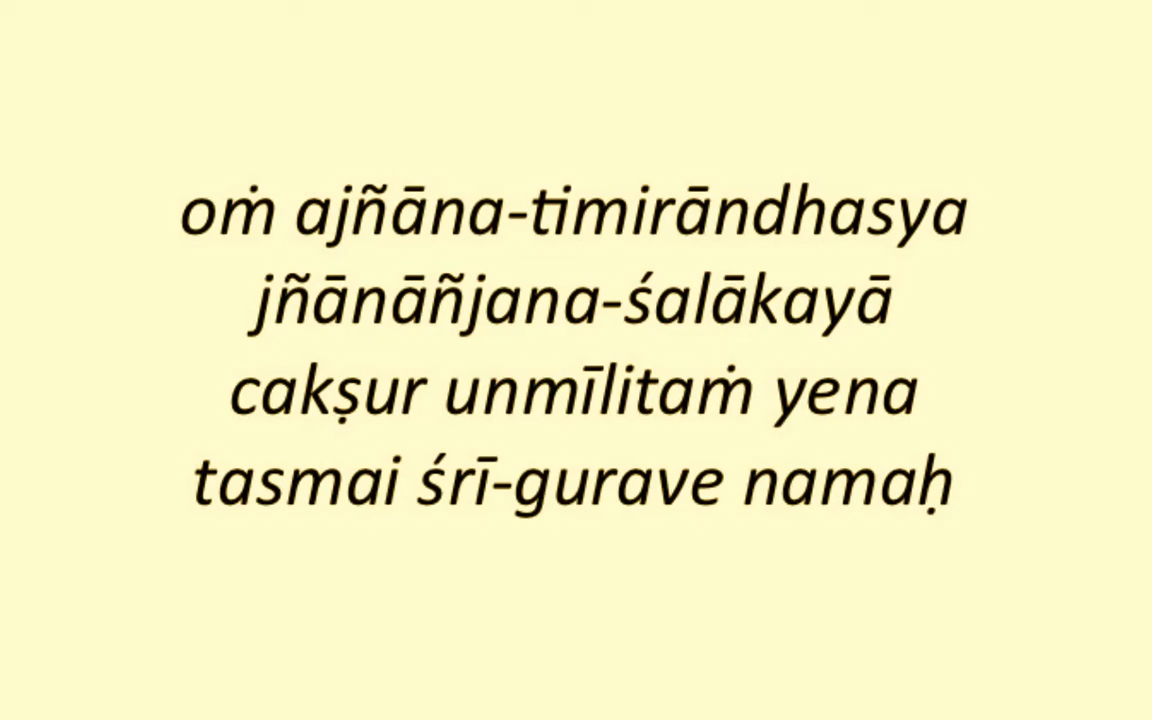 oṁ ajñāna-timirāndhasya
jñānāñjana-śalākayā
cakṣur unmīlitaṁ yena
tasmai śrī-gurave namaḥ